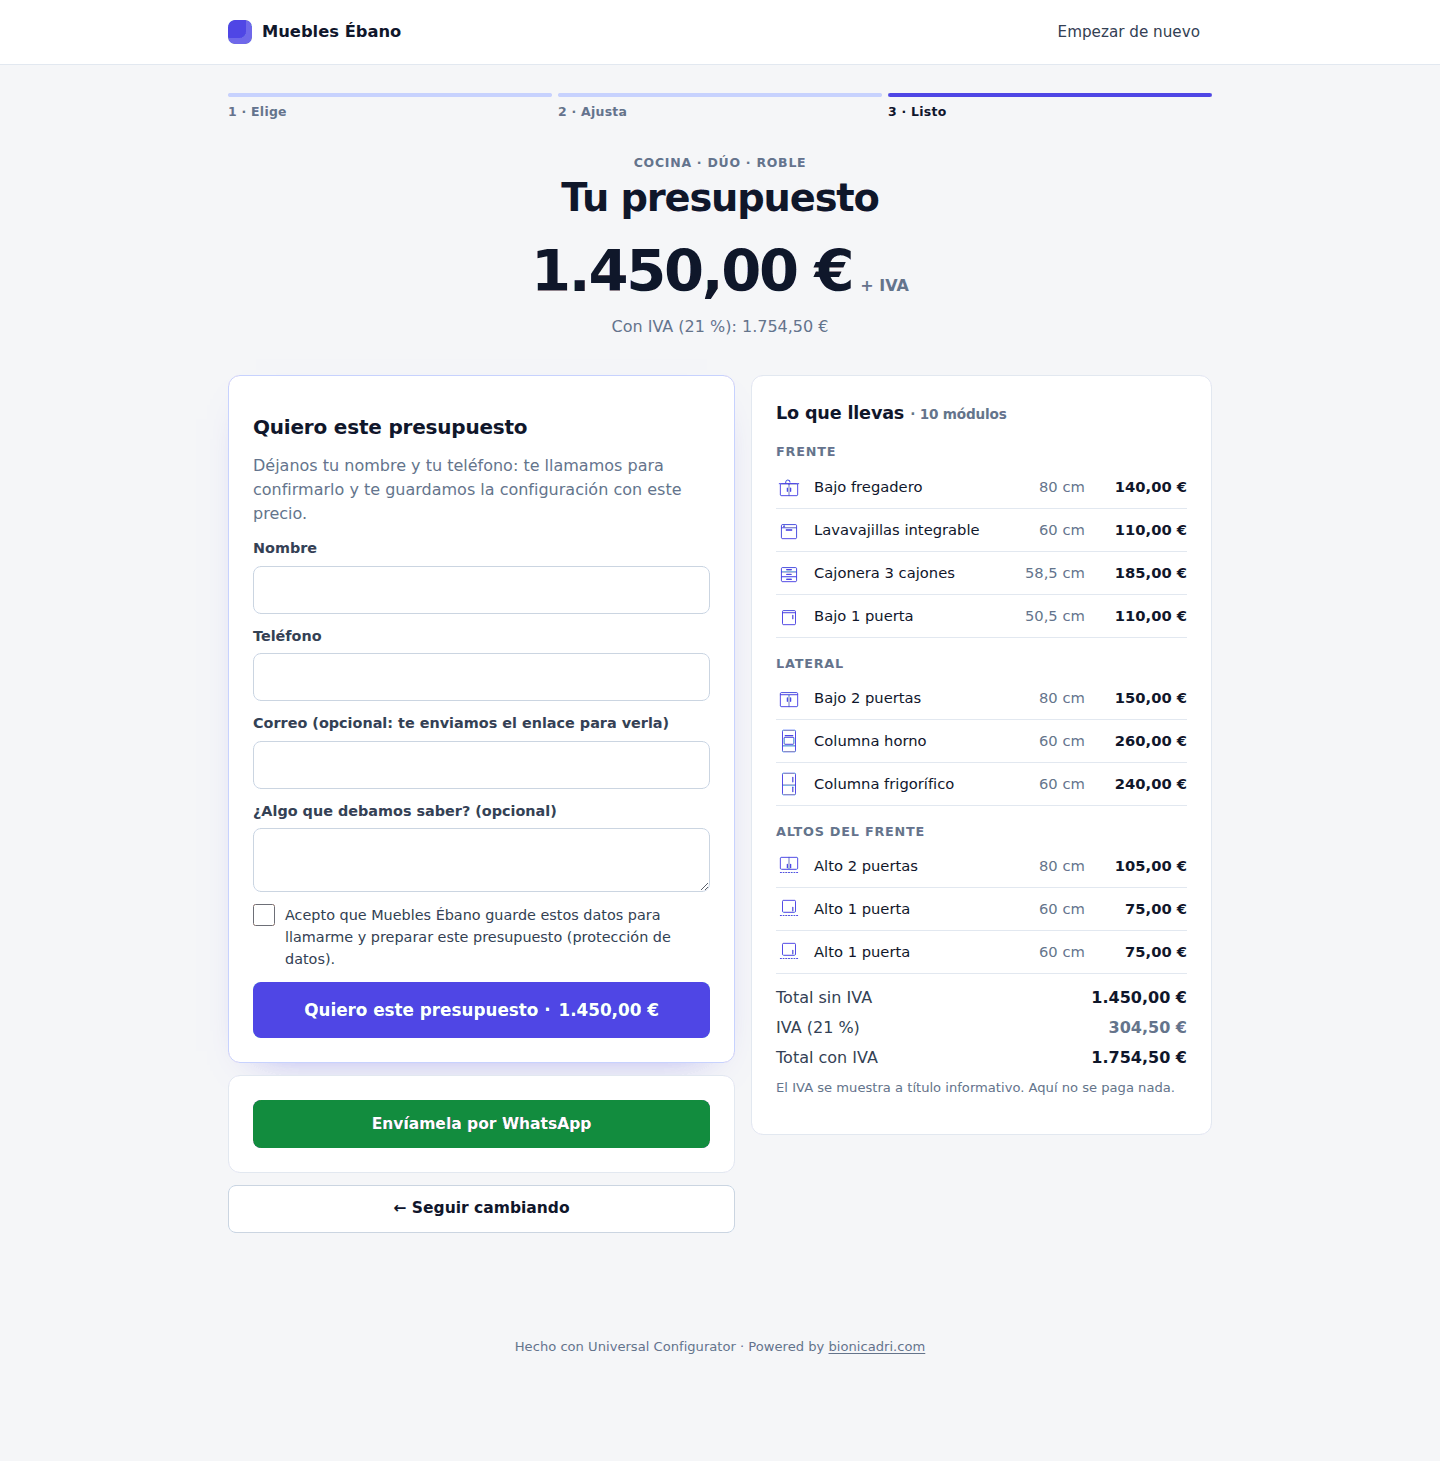 Muebles Ébano
Empezar de nuevo
1 · Elige
2 · Ajusta
3 · Listo
COCINA · DÚO · ROBLE
Tu presupuesto
1.450,00 € + IVA
Con IVA (21 %): 1.754,50 €
Quiero este presupuesto
Déjanos tu nombre y tu teléfono: te llamamos para
confirmarlo y te guardamos la configuración con este
precio.
Nombre
Teléfono
Correo (opcional: te enviamos el enlace para verla)
¿Algo que debamos saber? (opcional)
Acepto que Muebles Ébano guarde estos datos para
llamarme y preparar este presupuesto (protección de
datos).
Quiero este presupuesto · 1.450,00 €
Envíamela por WhatsApp
← Seguir cambiando
Lo que llevas · 10 módulos
FRENTE
Bajo fregadero 80 cm 140,00 €
Lavavajillas integrable 60 cm 110,00 €
Cajonera 3 cajones 58,5 cm 185,00 €
Bajo 1 puerta 50,5 cm 110,00 €
LATERAL
Bajo 2 puertas 80 cm 150,00 €
Columna horno 60 cm 260,00 €
Columna frigorífico 60 cm 240,00 €
ALTOS DEL FRENTE
Alto 2 puertas 80 cm 105,00 €
Alto 1 puerta 60 cm 75,00 €
Alto 1 puerta 60 cm 75,00 €
Total sin IVA 1.450,00 €
IVA (21 %) 304,50 €
Total con IVA 1.754,50 €
El IVA se muestra a título informativo. Aquí no se paga nada.
Hecho con Universal Configurator · Powered by bionicadri.com